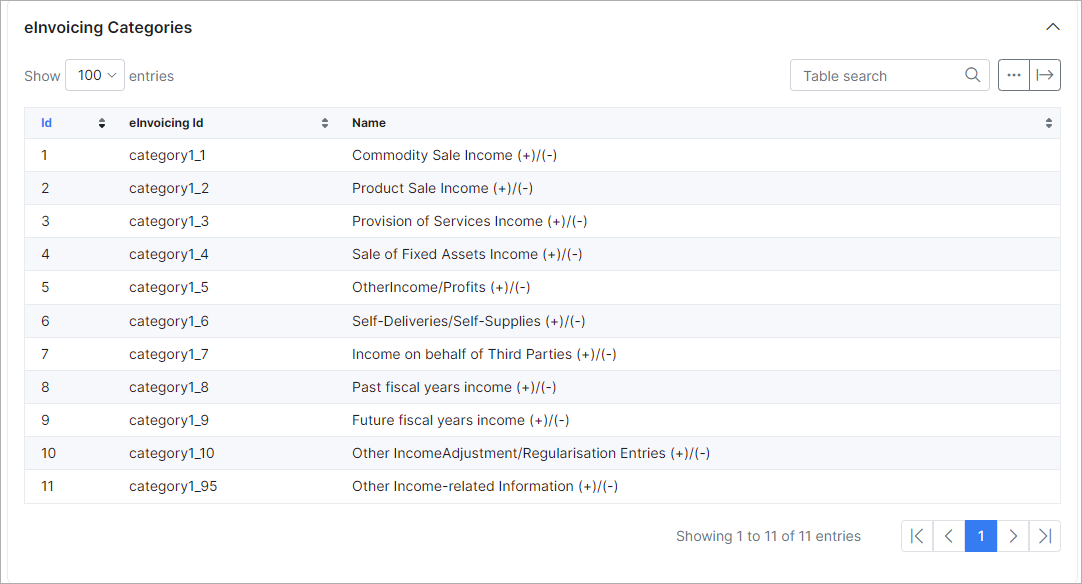 eInvoicing Categories
Show 100 entries
Table search
Id eInvoicing Id Name
1 category1_1 Commodity Sale Income (+)/(-)
2 category1_2 Product Sale Income (+)/(-)
3 category1_3 Provision of Services Income (+)/(-)
4 category1_4 Sale of Fixed Assets Income (+)/(-)
5 category1_5 OtherIncome/Profits (+)/(-)
6 category1_6 Self-Deliveries/Self-Supplies (+)/(-)
7 category1_7 Income on behalf of Third Parties (+)/(-)
8 category1_8 Past fiscal years income (+)/(-)
9 category1_9 Future fiscal years income (+)/(-)
10 category1_10 Other IncomeAdjustment/Regularisation Entries (+)/(-)
11 category1_95 Other Income-related Information (+)/(-)
Showing 1 to 11 of 11 entries
1